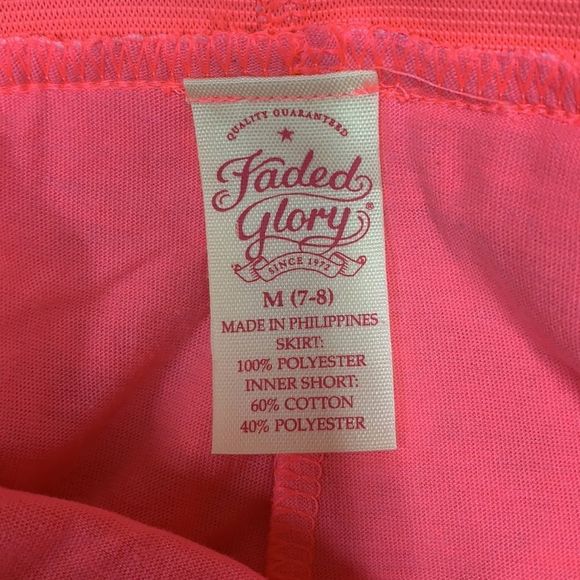 QUALITY GUARANTEED
Faded
Glory®
SINCE 1972
M (7-8)
MADE IN PHILIPPINES
SKIRT:
100% POLYESTER
INNER SHORT:
60% COTTON
40% POLYESTER